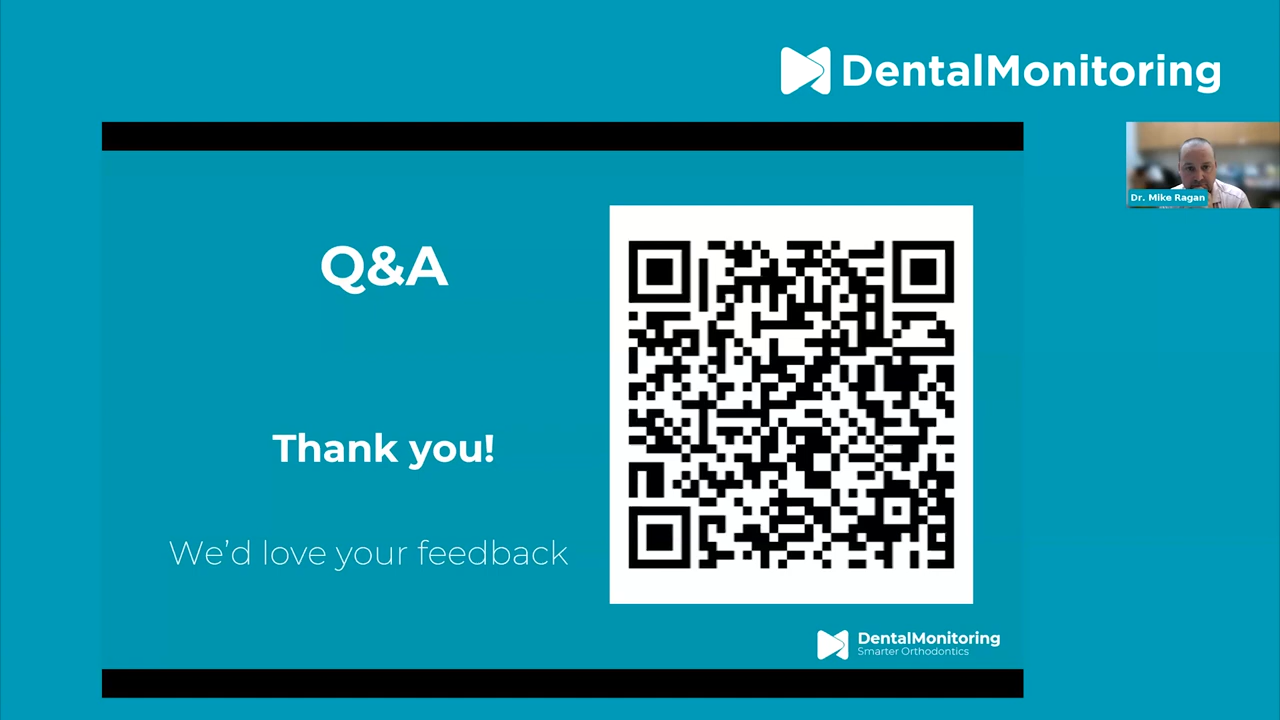 DentalMonitoring
Dr. Mike Ragan
Q&A
Thank you!
We'd love your feedback
DentalMonitoring
Smarter Orthodontics